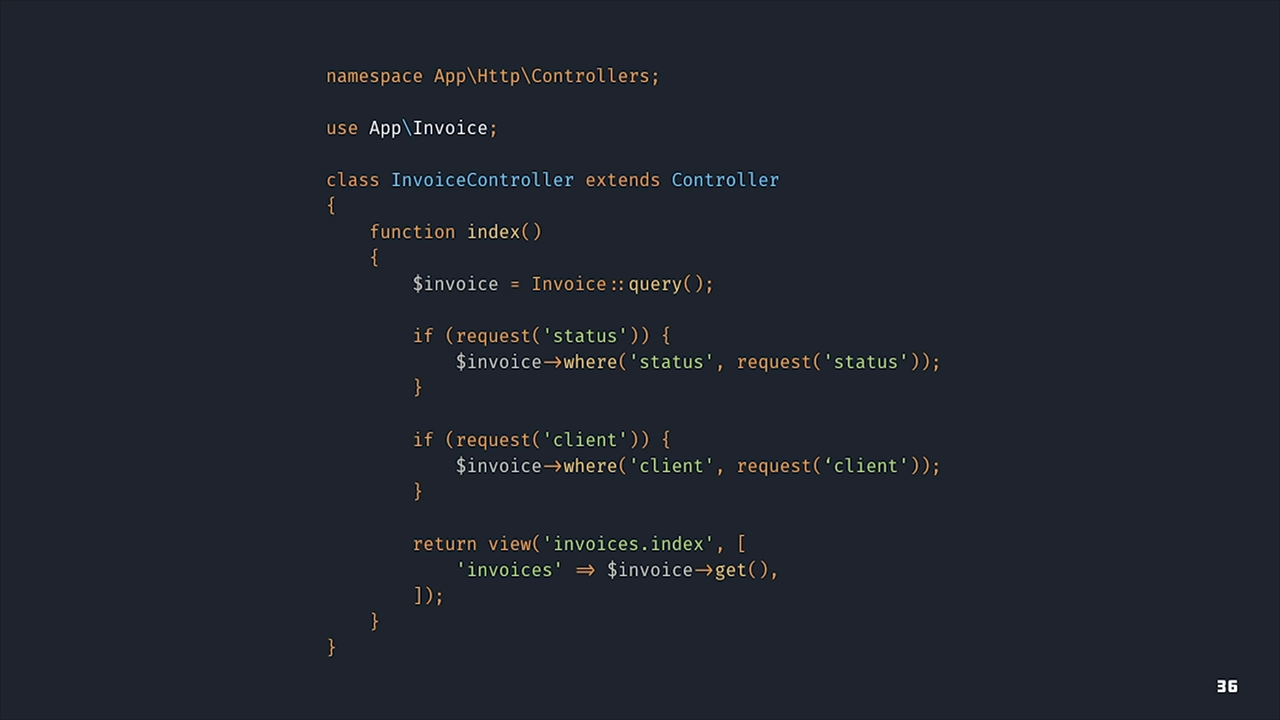 namespace App\Http\Controllers;
use App\Invoice;
class InvoiceController extends Controller
{
function index()
{
$invoice = Invoice::query();
if (request('status')) {
$invoice->where('status', request('status'));
}
if (request('client')) {
$invoice->where('client', request(‘client'));
}
return view('invoices.index', [
'invoices' => $invoice->get(),
]);
}
}
36